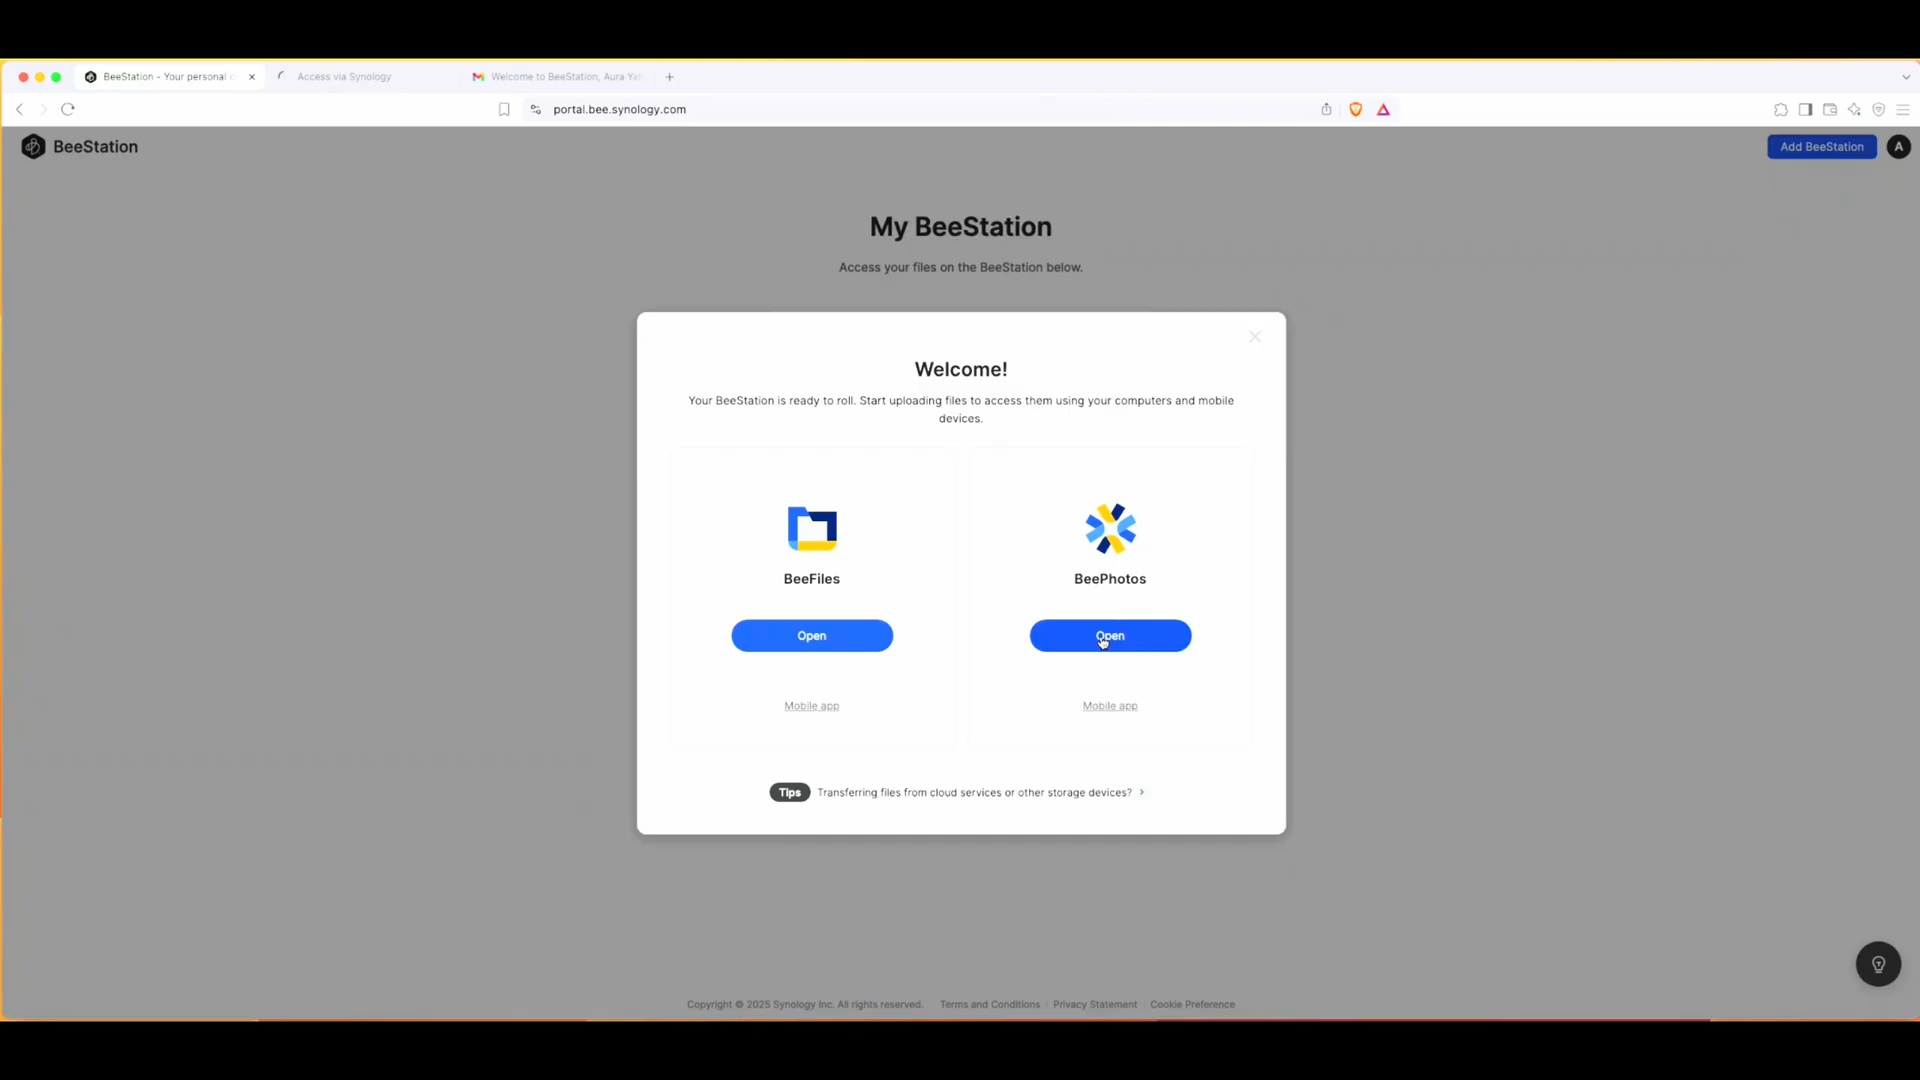 BeeStation - Your personal c
Access via Synology
Welcome to BeeStation, Aura Ya
portal.bee.synology.com
BeeStation
Add BeeStation
A
My BeeStation
Access your files on the BeeStation below.
Welcome!
Your BeeStation is ready to roll. Start uploading files to access them using your computers and mobile
devices.
BeeFiles
BeePhotos
Open
Open
Mobile app
Mobile app
Tips
Transferring files from cloud services or other storage devices?
Copyright © 2025 Synology Inc. All rights reserved.
Terms and Conditions
Privacy Statement
Cookie Preference